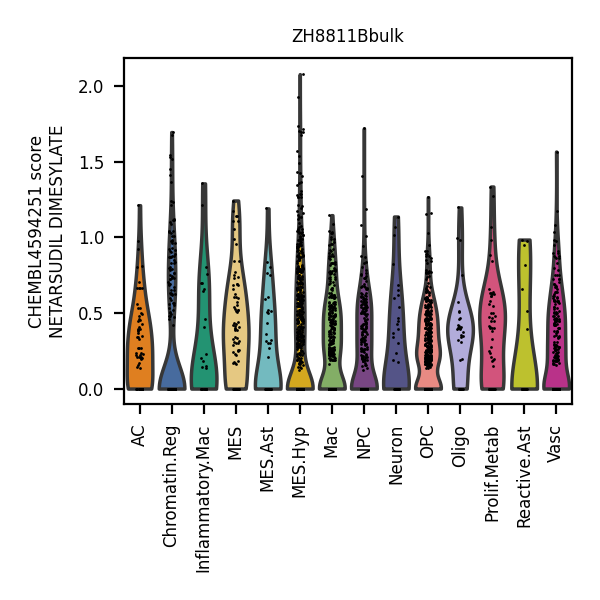 ZH8811Bbulk
CHEMBL4594251 score
NETARSUDIL DIMESYLATE
2.0
1.5
1.0
0.5
0.0
AC
Chromatin.Reg
Inflammatory.Mac
MES
MES.Ast
MES.Hyp
Mac
NPC
Neuron
OPC
Oligo
Prolif.Metab
Reactive.Ast
Vasc